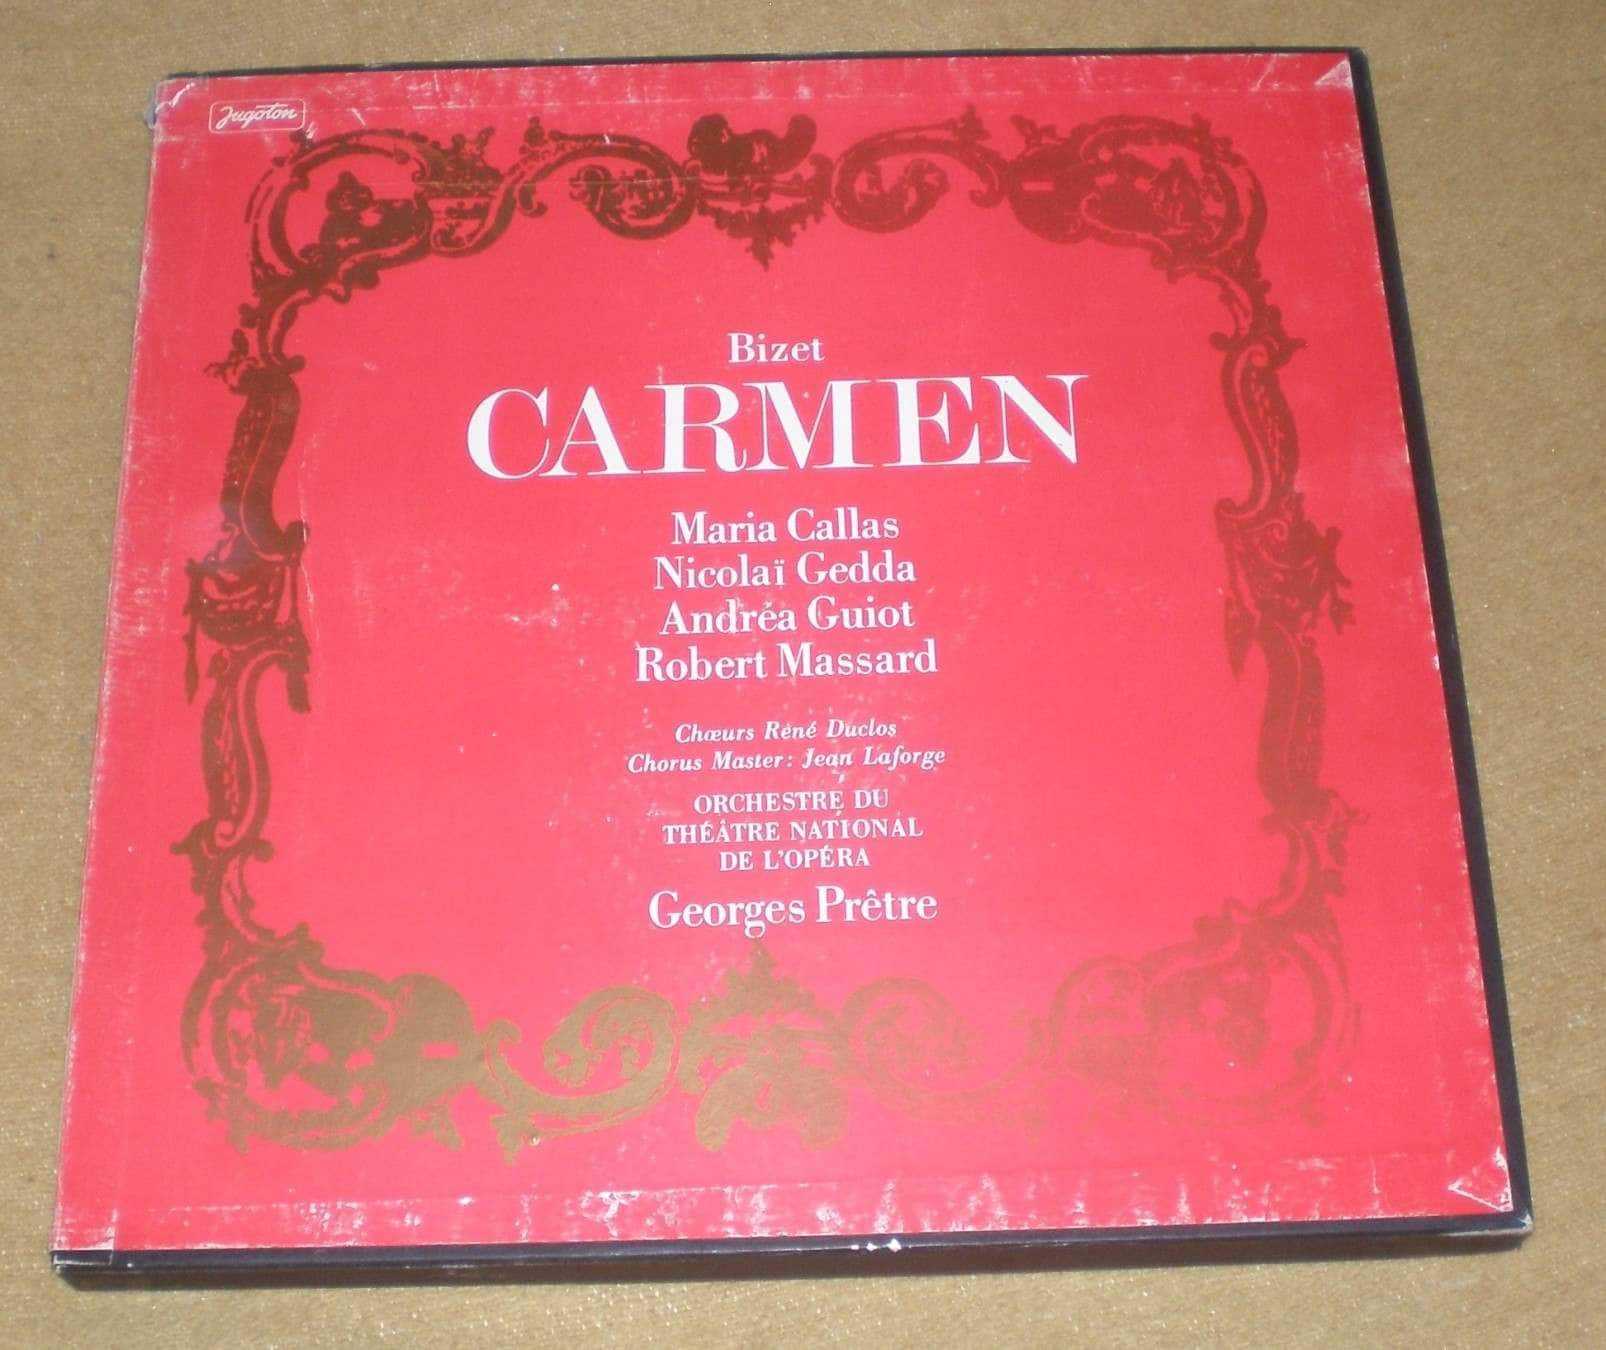 Jugoton
Bizet
CARMEN
Maria Callas
Nicolaï Gedda
Andréa Guiot
Robert Massard
Chœurs René Duclos
Chorus Master: Jean Laforge
ORCHESTRE DU
THÉÂTRE NATIONAL
DE L'OPÉRA
Georges Prêtre